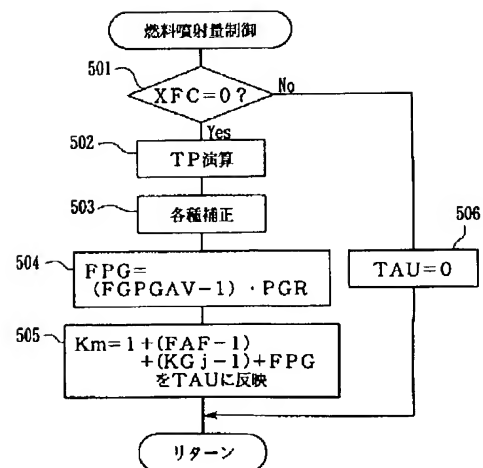 燃料噴射量制御
501
XFC=0?
No
Yes
502
TP演算
503
各種補正
506
TAU=0
504
FPG=
(FGPGAV-1)・PGR
505
Km=1+(FAF-1)
+(KGj-1)+FPG
をTAUに反映
リターン